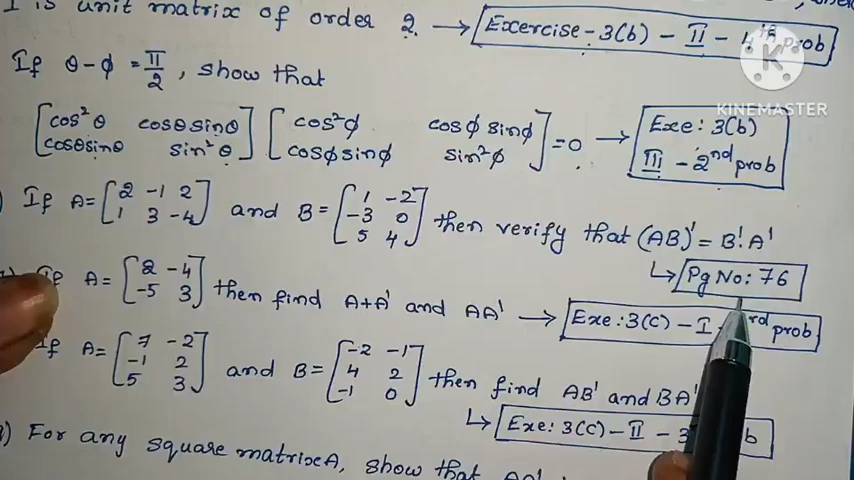 I is unit matrix of order 2. → Exercise-3(b) - II - 4th prob
If θ-ϕ = π/2, show that
[cos²θ cosθsinθ] [cos²ϕ cosϕ sinϕ]
[cosθsinθ sin²θ] [cosϕsinϕ sin²ϕ] = 0 → Exe: 3(b)
III - 2nd prob
KINEMASTER
If A = [2 -1 2; 1 3 -4] and B = [1 -2; -3 0; 5 4] then verify that (AB)' = B'.A'
↳ Pg No: 76
If A = [2 -4; -5 3] then find A+A' and AA' → Exe: 3(c) - I - rd prob
If A = [7 -2; -1 2; 5 3] and B = [-2 -1; 4 2; -1 0] then find AB' and BA'
↳ Exe: 3(c) - II - 3 b
For any square matrix A, show that AA'